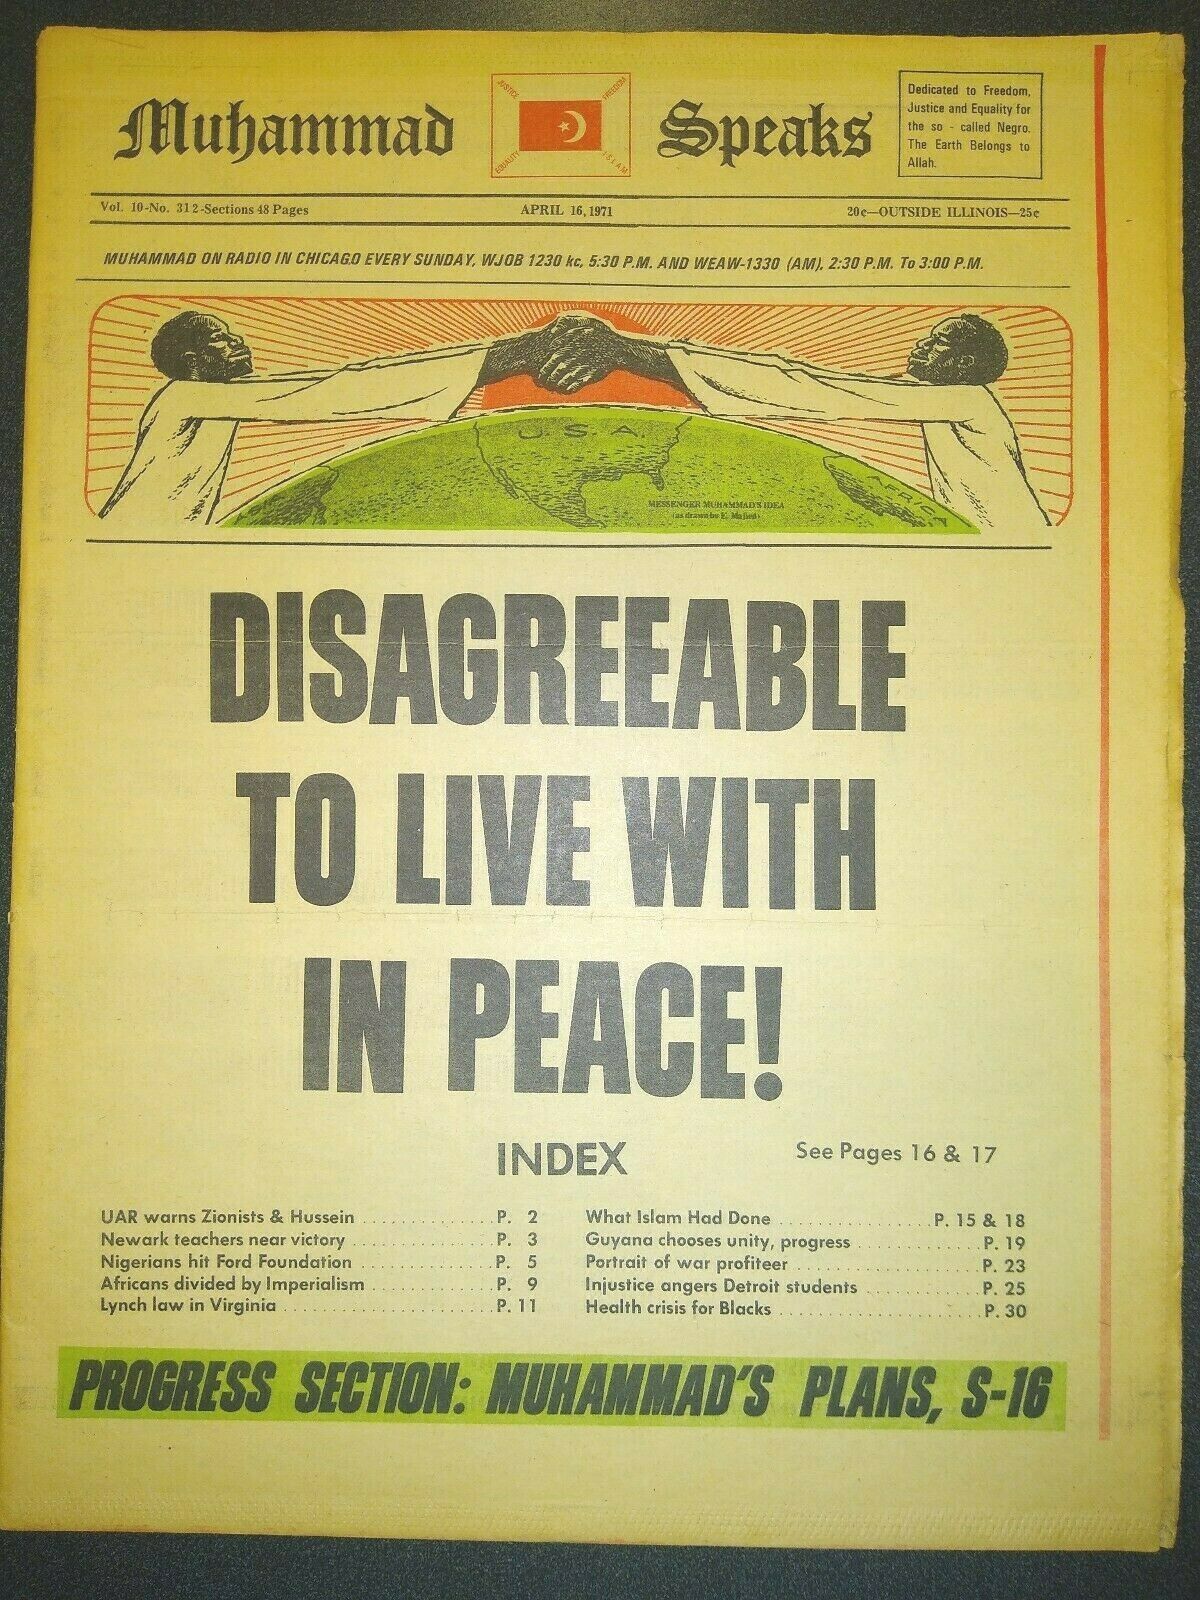 Muhammad Speaks
JUSTICE
FREEDOM
EQUALITY
I.S.L.A.M.
Dedicated to Freedom,
Justice and Equality for
the so - called Negro.
The Earth Belongs to
Allah.
Vol. 10-No. 31 2-Sections 48 Pages
APRIL 16, 1971
20¢—OUTSIDE ILLINOIS—25¢
MUHAMMAD ON RADIO IN CHICAGO EVERY SUNDAY, WJOB 1230 kc, 5:30 P.M. AND WEAW-1330 (AM), 2:30 P.M. To 3:00 P.M.
U.S.A.
AFRICA
MESSENGER MUHAMMAD'S IDEA
(as drawn by E. Majied)
DISAGREEABLE
TO LIVE WITH
IN PEACE!
INDEX
See Pages 16 & 17
UAR warns Zionists & Hussein . . . . . . . . . . . . . . . P. 2
Newark teachers near victory . . . . . . . . . . . . . . . . P. 3
Nigerians hit Ford Foundation . . . . . . . . . . . . . . . P. 5
Africans divided by Imperialism . . . . . . . . . . . . . P. 9
Lynch law in Virginia . . . . . . . . . . . . . . . . . . . . . . P. 11
What Islam Had Done . . . . . . . . . . . . . . . . P. 15 & 18
Guyana chooses unity, progress . . . . . . . . . . . . P. 19
Portrait of war profiteer . . . . . . . . . . . . . . . . . . . P. 23
Injustice angers Detroit students . . . . . . . . . . . P. 25
Health crisis for Blacks . . . . . . . . . . . . . . . . . . . . P. 30
PROGRESS SECTION: MUHAMMAD'S PLANS, S-16